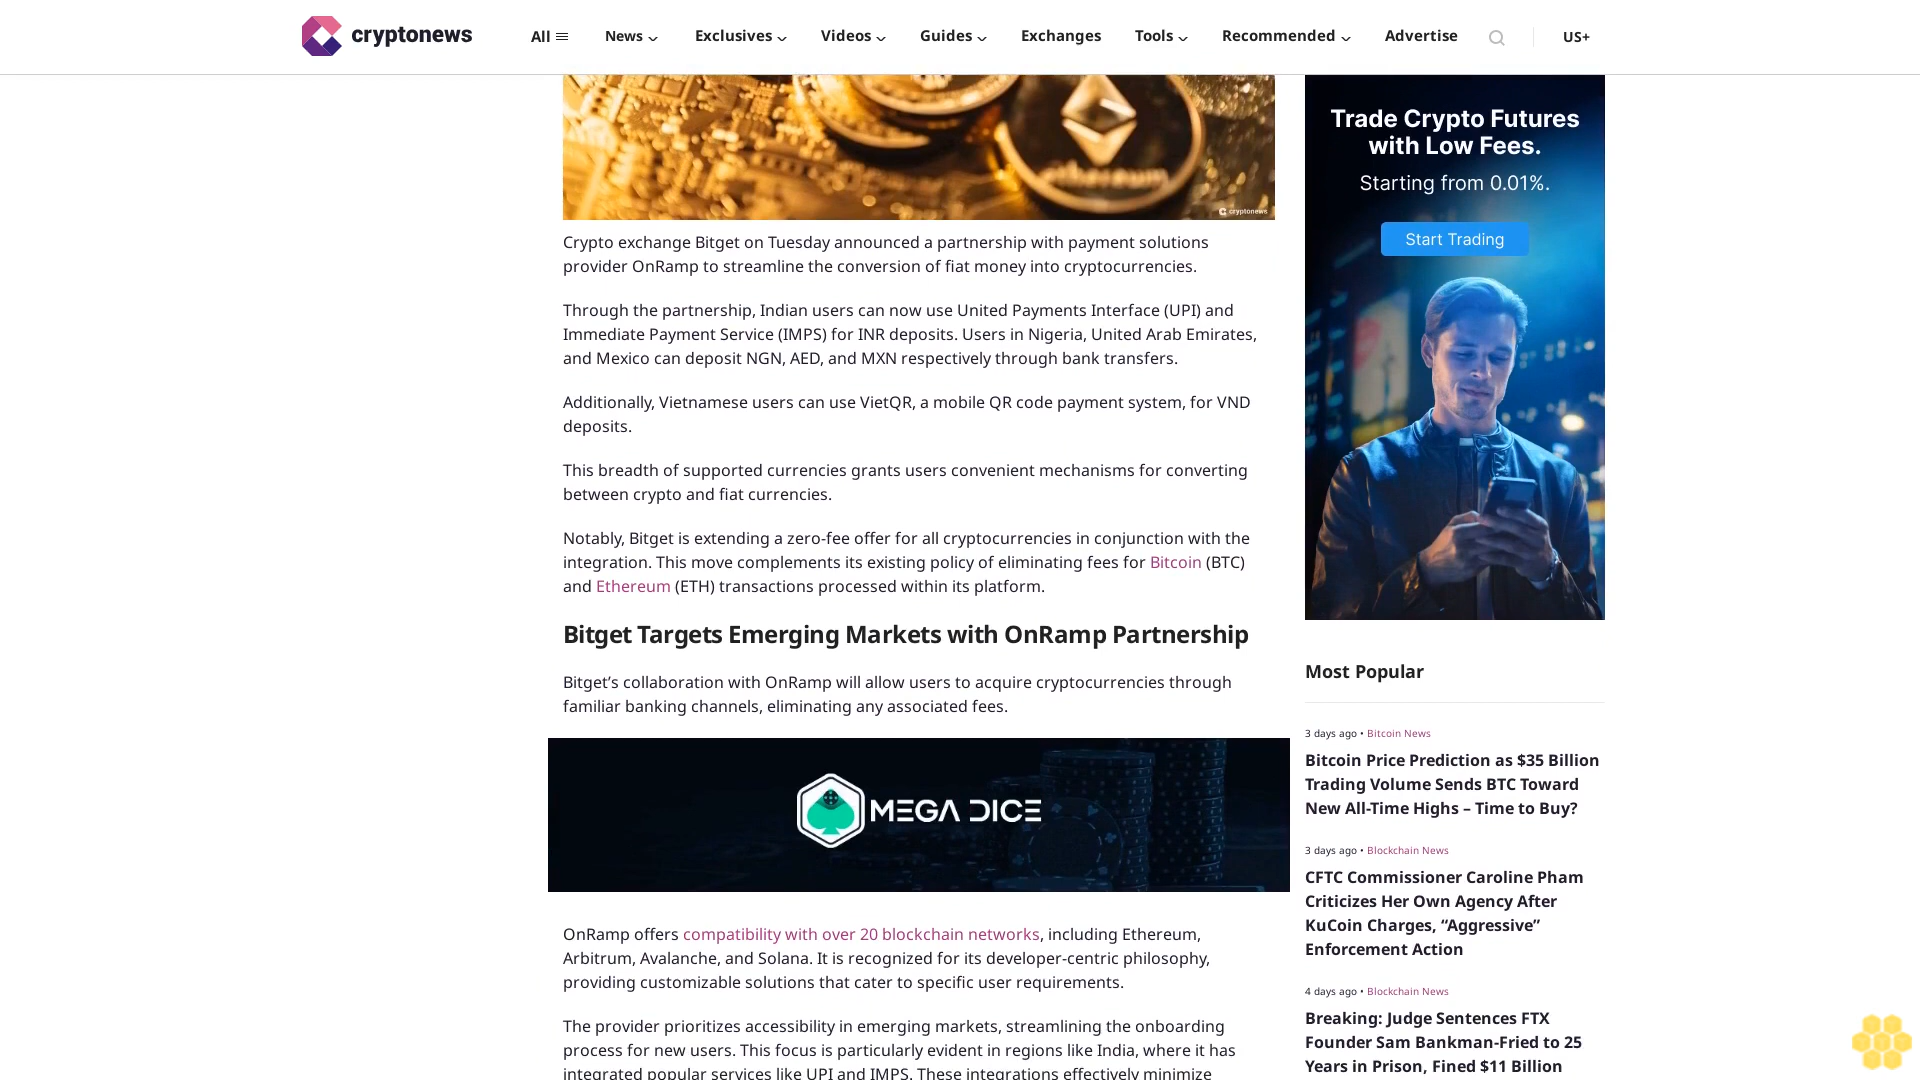 cryptonews
All
News
Exclusives
Videos
Guides
Exchanges
Tools
Recommended
Advertise
US+
ethereum
cryptonews
Crypto exchange Bitget on Tuesday announced a partnership with payment solutions
provider OnRamp to streamline the conversion of fiat money into cryptocurrencies.
Through the partnership, Indian users can now use United Payments Interface (UPI) and
Immediate Payment Service (IMPS) for INR deposits. Users in Nigeria, United Arab Emirates,
and Mexico can deposit NGN, AED, and MXN respectively through bank transfers.
Additionally, Vietnamese users can use VietQR, a mobile QR code payment system, for VND
deposits.
This breadth of supported currencies grants users convenient mechanisms for converting
between crypto and fiat currencies.
Notably, Bitget is extending a zero-fee offer for all cryptocurrencies in conjunction with the
integration. This move complements its existing policy of eliminating fees for Bitcoin (BTC)
and Ethereum (ETH) transactions processed within its platform.
Bitget Targets Emerging Markets with OnRamp Partnership
Bitget’s collaboration with OnRamp will allow users to acquire cryptocurrencies through
familiar banking channels, eliminating any associated fees.
MEGA DICE
OnRamp offers compatibility with over 20 blockchain networks, including Ethereum,
Arbitrum, Avalanche, and Solana. It is recognized for its developer-centric philosophy,
providing customizable solutions that cater to specific user requirements.
The provider prioritizes accessibility in emerging markets, streamlining the onboarding
process for new users. This focus is particularly evident in regions like India, where it has
integrated popular services like UPI and IMPS. These integrations effectively minimize
Trade Crypto Futures
with Low Fees.
Starting from 0.01%.
Start Trading
Most Popular
3 days ago • Bitcoin News
Bitcoin Price Prediction as $35 Billion
Trading Volume Sends BTC Toward
New All-Time Highs – Time to Buy?
3 days ago • Blockchain News
CFTC Commissioner Caroline Pham
Criticizes Her Own Agency After
KuCoin Charges, “Aggressive”
Enforcement Action
4 days ago • Blockchain News
Breaking: Judge Sentences FTX
Founder Sam Bankman-Fried to 25
Years in Prison, Fined $11 Billion